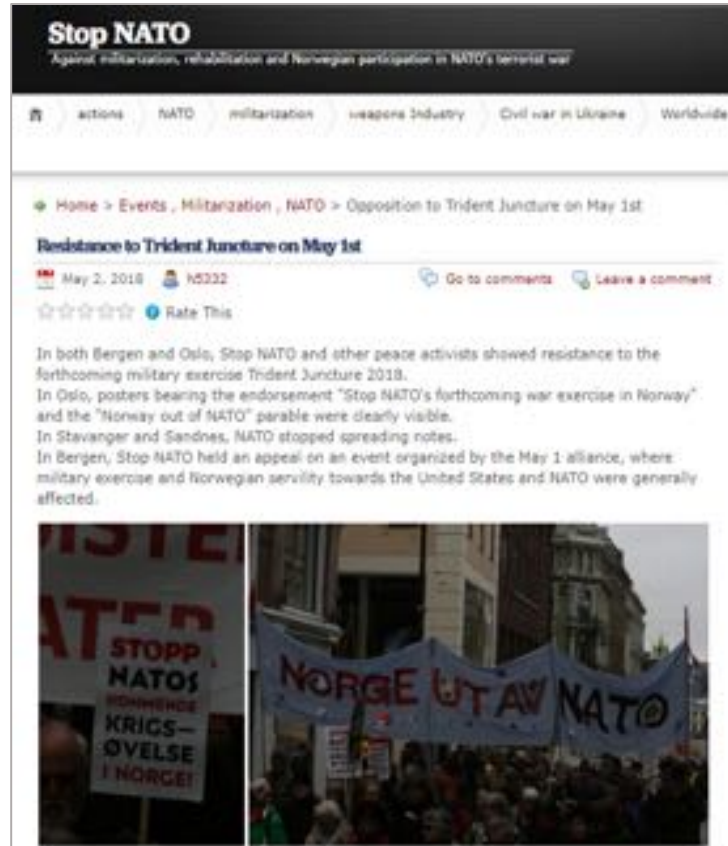 Stop NATO
Against militarization, rehabilitation and Norwegian participation in NATO's terrorist war
actions NATO militarization weapons Industry Civil war in Ukraine Worldwide
Home > Events , Militarization , NATO > Opposition to Trident Juncture on May 1st
Resistance to Trident Juncture on May 1st
May 2, 2018 h5332 Go to comments Leave a comment
Rate This
In both Bergen and Oslo, Stop NATO and other peace activists showed resistance to the
forthcoming military exercise Trident Juncture 2018.
In Oslo, posters bearing the endorsement "Stop NATO's forthcoming war exercise in Norway"
and the "Norway out of NATO" parable were clearly visible.
In Stavanger and Sandnes, NATO stopped spreading notes.
In Bergen, Stop NATO held an appeal on an event organized by the May 1 alliance, where
military exercise and Norwegian servility towards the United States and NATO were generally
affected.
STOPP
NATOS
KOMMENDE
KRIGS–
ØVELSE
I NORGE!
NORGE UT AV NATO